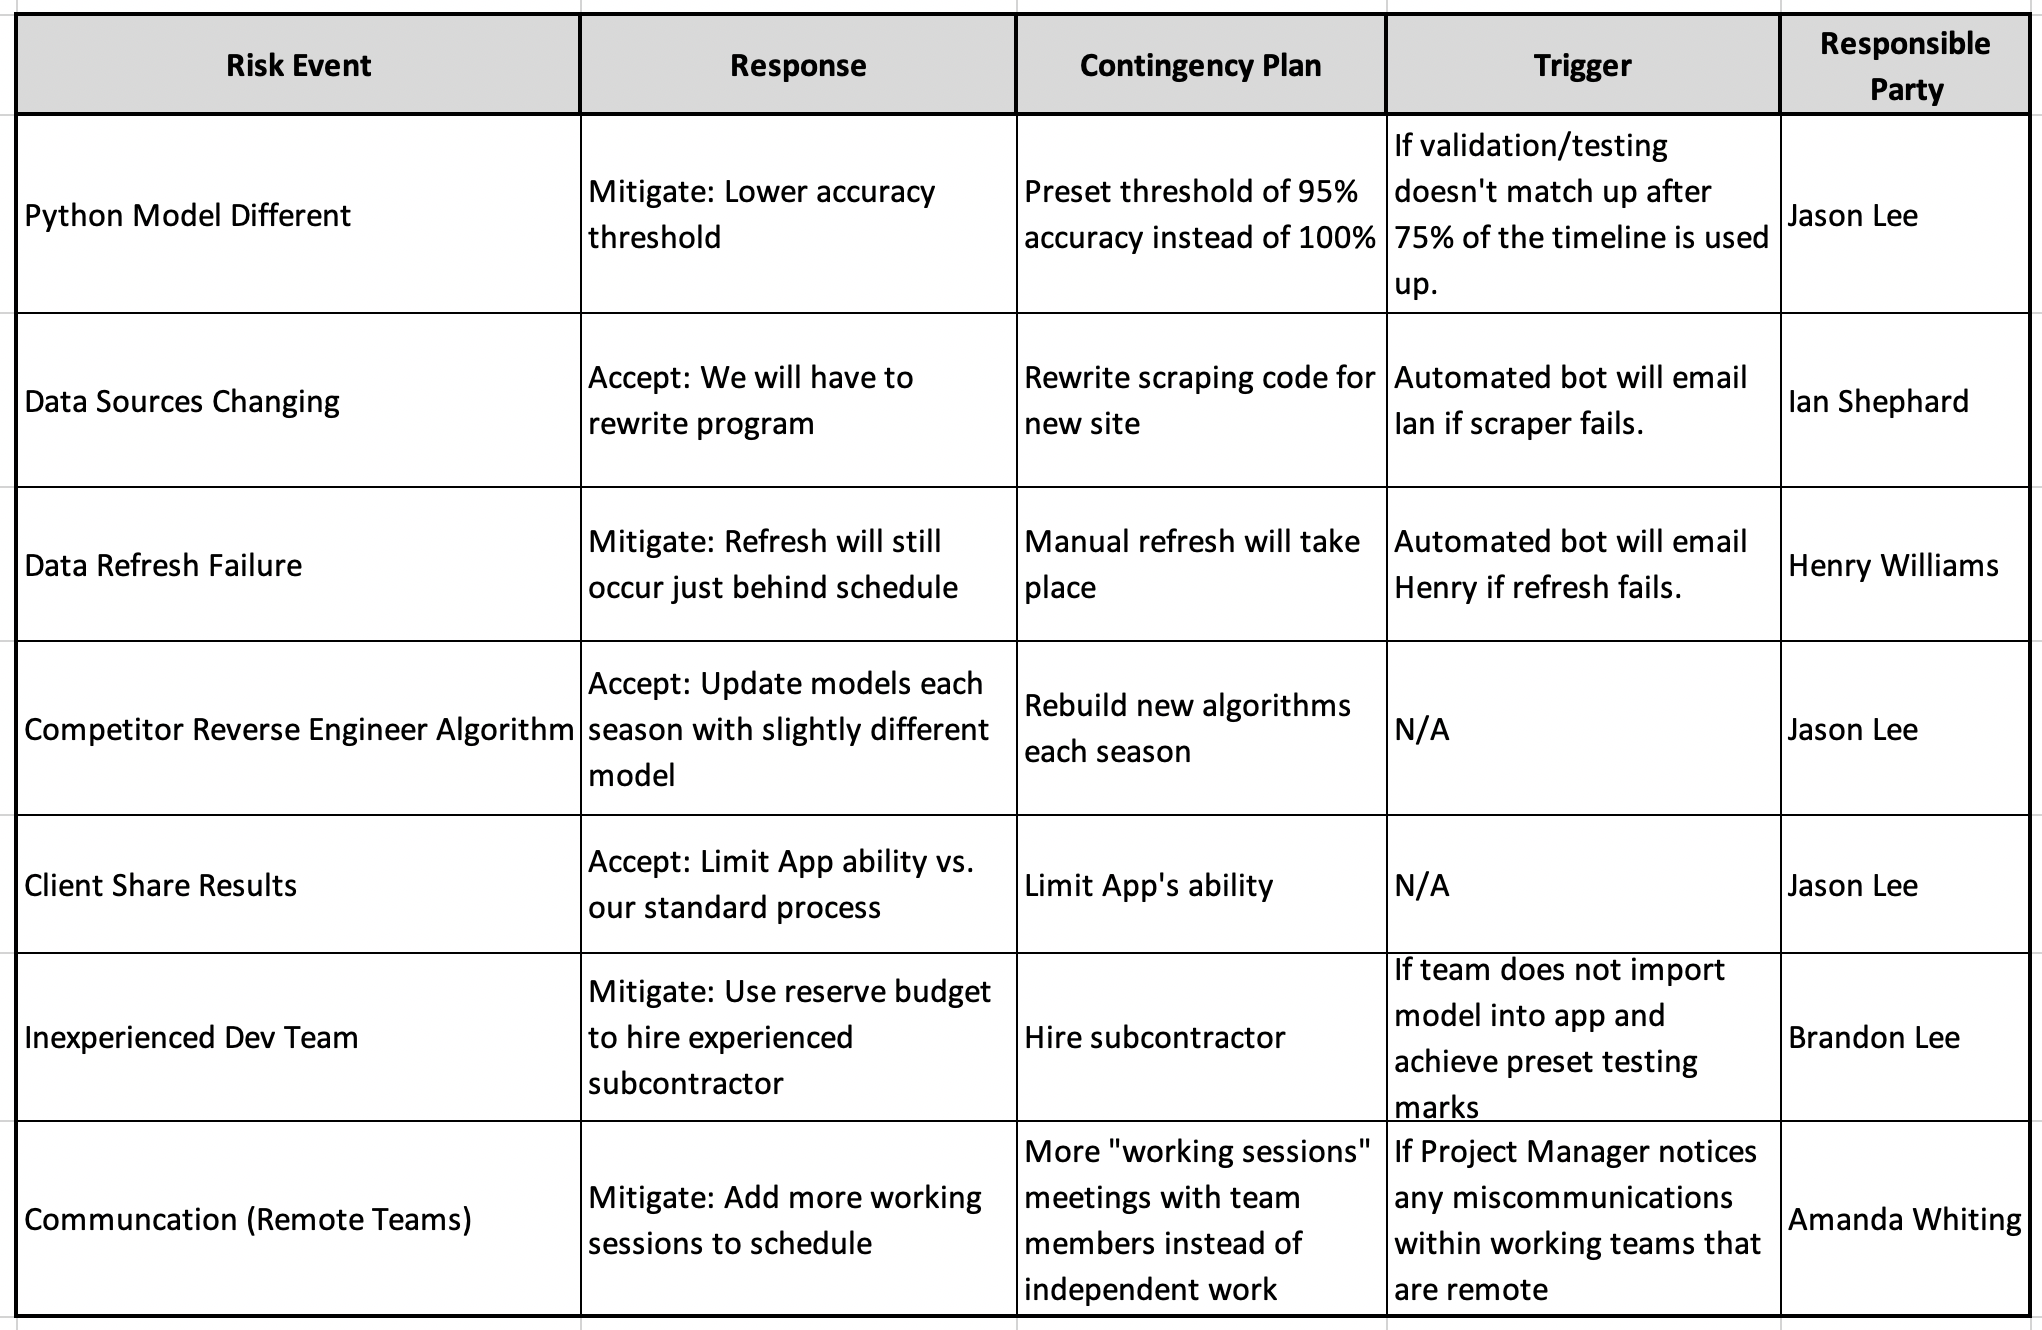 Risk Event
Response
Contingency Plan
Trigger
Responsible
Party
Python Model Different
Mitigate: Lower accuracy
threshold
Preset threshold of 95%
accuracy instead of 100%
If validation/testing
doesn't match up after
75% of the timeline is used
up.
Jason Lee
Data Sources Changing
Accept: We will have to
rewrite program
Rewrite scraping code for
new site
Automated bot will email
Ian if scraper fails.
Ian Shephard
Data Refresh Failure
Mitigate: Refresh will still
occur just behind schedule
Manual refresh will take
place
Automated bot will email
Henry if refresh fails.
Henry Williams
Competitor Reverse Engineer Algorithm
Accept: Update models each
season with slightly different
model
Rebuild new algorithms
each season
N/A
Jason Lee
Client Share Results
Accept: Limit App ability vs.
our standard process
Limit App's ability
N/A
Jason Lee
Inexperienced Dev Team
Mitigate: Use reserve budget
to hire experienced
subcontractor
Hire subcontractor
If team does not import
model into app and
achieve preset testing
marks
Brandon Lee
Communcation (Remote Teams)
Mitigate: Add more working
sessions to schedule
More "working sessions"
meetings with team
members instead of
independent work
If Project Manager notices
any miscommunications
within working teams that
are remote
Amanda Whiting